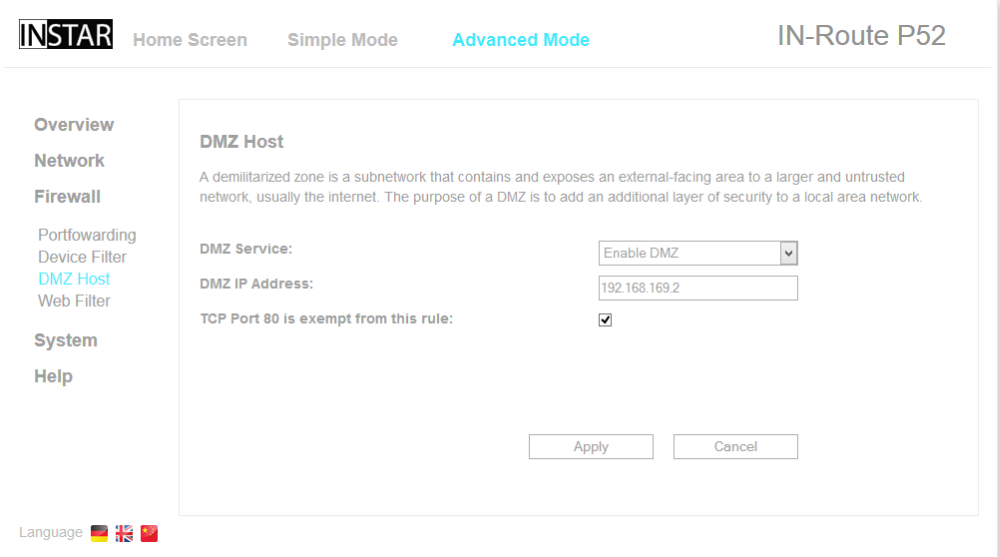 INSTAR
Home Screen
Simple Mode
Advanced Mode
IN-Route P52
Overview
Network
Firewall
Portfowarding
Device Filter
DMZ Host
Web Filter
System
Help
DMZ Host
A demilitarized zone is a subnetwork that contains and exposes an external-facing area to a larger and untrusted
network, usually the internet. The purpose of a DMZ is to add an additional layer of security to a local area network.
DMZ Service:
Enable DMZ
DMZ IP Address:
192.168.169.2
TCP Port 80 is exempt from this rule:
Apply
Cancel
Language